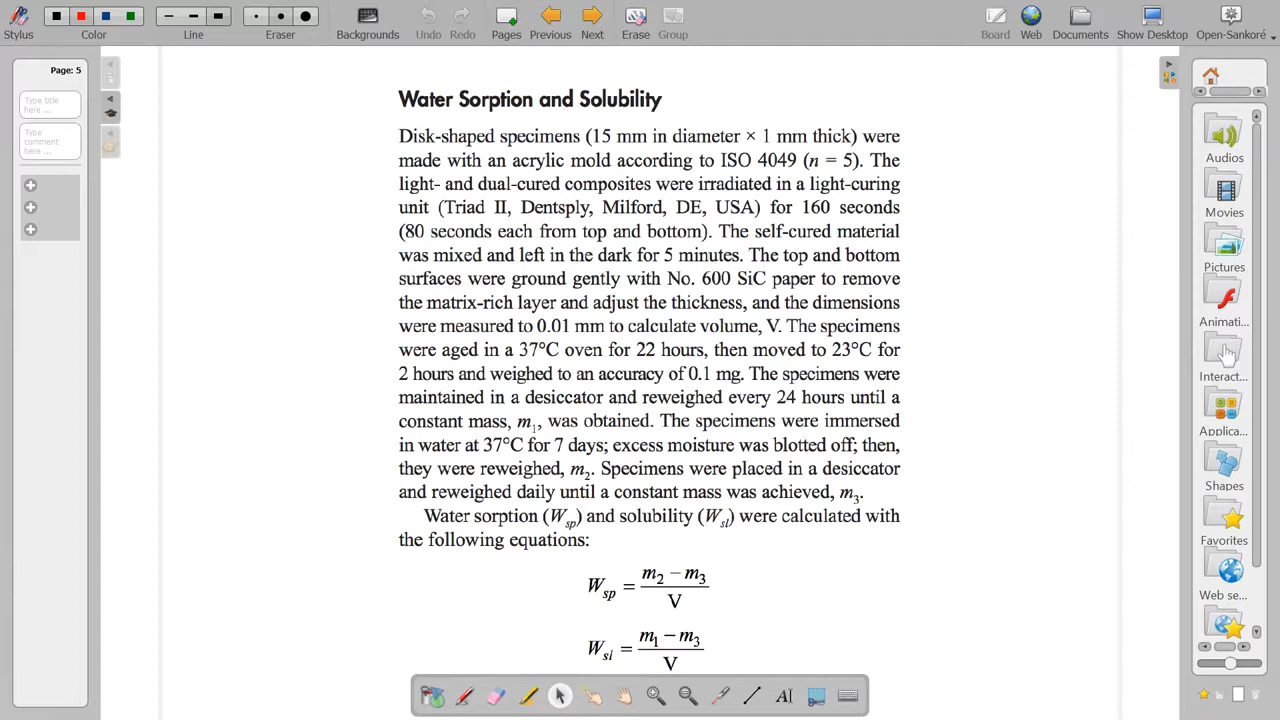 Stylus
Color
Line
Eraser
Backgrounds
Undo
Redo
Pages
Previous
Next
Erase
Group
Board
Web
Documents
Show Desktop
Open-Sankoré
Page: 5
Type title
here ...
Type
comment
here ...
Water Sorption and Solubility
Disk-shaped specimens (15 mm in diameter × 1 mm thick) were
made with an acrylic mold according to ISO 4049 (n = 5). The
light- and dual-cured composites were irradiated in a light-curing
unit (Triad II, Dentsply, Milford, DE, USA) for 160 seconds
(80 seconds each from top and bottom). The self-cured material
was mixed and left in the dark for 5 minutes. The top and bottom
surfaces were ground gently with No. 600 SiC paper to remove
the matrix-rich layer and adjust the thickness, and the dimensions
were measured to 0.01 mm to calculate volume, V. The specimens
were aged in a 37°C oven for 22 hours, then moved to 23°C for
2 hours and weighed to an accuracy of 0.1 mg. The specimens were
maintained in a desiccator and reweighed every 24 hours until a
constant mass, m₁, was obtained. The specimens were immersed
in water at 37°C for 7 days; excess moisture was blotted off; then,
they were reweighed, m₂. Specimens were placed in a desiccator
and reweighed daily until a constant mass was achieved, m₃.
Water sorption (Wsp) and solubility (Wsl) were calculated with
the following equations:
Wsp = (m₂ − m₃) / V
Wsl = (m₁ − m₃) / V
Audios
Movies
Pictures
Animati...
Interact...
Applica...
Shapes
Favorites
Web se...
AI